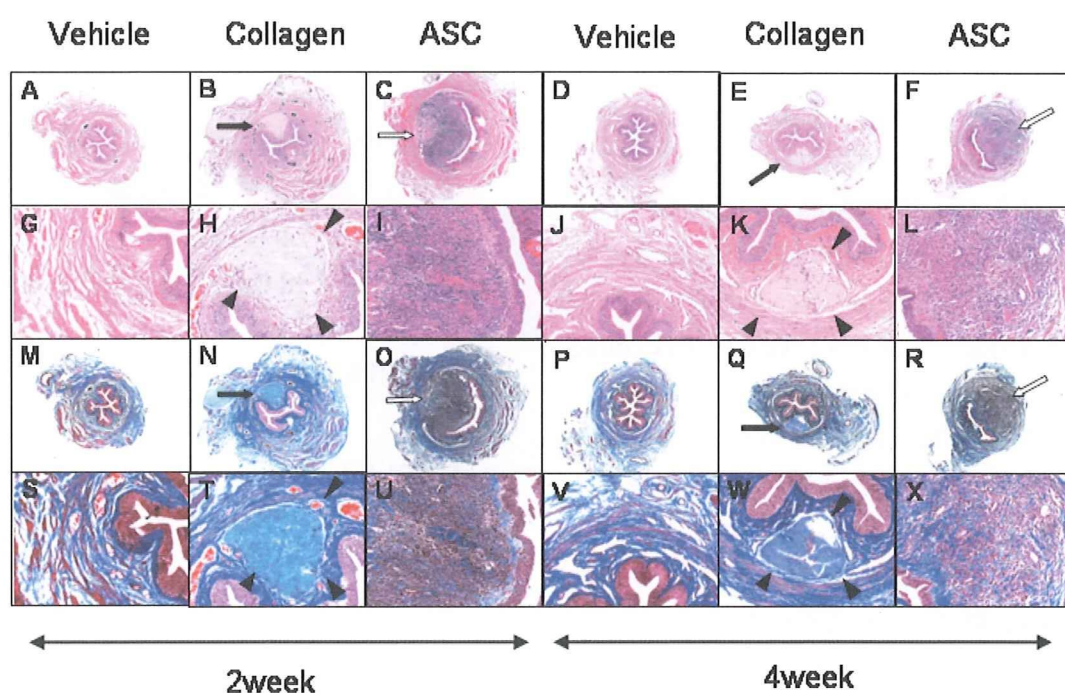 Vehicle Collagen ASC Vehicle Collagen ASC
A B C D E F
G H I J K L
M N O P Q R
S T U V W X
2week 4week